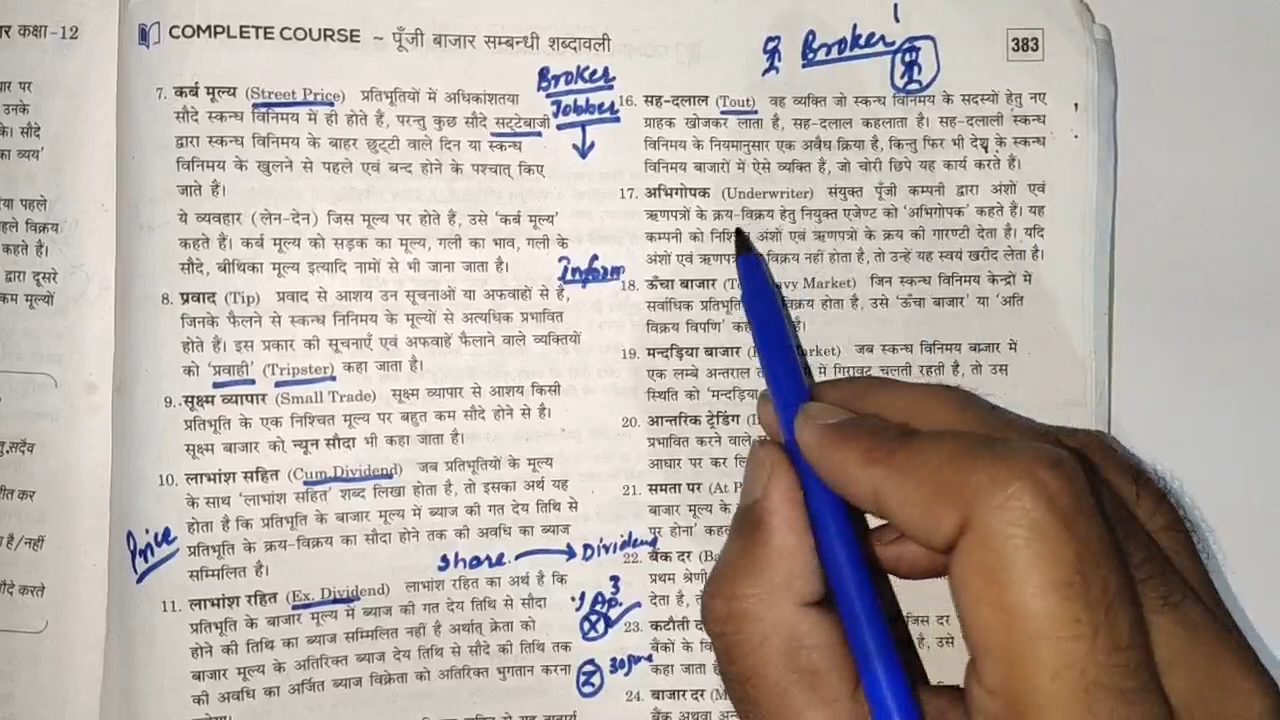 र कक्षा-12
COMPLETE COURSE ~ पूँजी बाजार सम्बन्धी शब्दावली
Broker
383
7. कर्ब मूल्य (Street Price) प्रतिभूतियों में अधिकांशतया
सौदे स्कन्ध विनिमय में ही होते हैं, परन्तु कुछ सौदे सट्टेबाजी
द्वारा स्कन्ध विनिमय के बाहर छुट्टी वाले दिन या स्कन्ध
विनिमय के खुलने से पहले एवं बन्द होने के पश्चात् किए
जाते हैं।
ये व्यवहार (लेन-देन) जिस मूल्य पर होते हैं, उसे 'कर्ब मूल्य'
कहते हैं। कर्ब मूल्य को सड़क का मूल्य, गली का भाव, गली के
सौदे, बीथिका मूल्य इत्यादि नामों से भी जाना जाता है।
8. प्रवाद (Tip) प्रवाद से आशय उन सूचनाओं या अफवाहों से है,
जिनके फैलने से स्कन्ध निनिमय के मूल्यों से अत्यधिक प्रभावित
होते हैं। इस प्रकार की सूचनाएँ एवं अफवाहें फैलाने वाले व्यक्तियों
को 'प्रवाही' (Tripster) कहा जाता है।
9. सूक्ष्म व्यापार (Small Trade) सूक्ष्म व्यापार से आशय किसी
प्रतिभूति के एक निश्चित मूल्य पर बहुत कम सौदे होने से है।
सूक्ष्म बाजार को न्यून सौदा भी कहा जाता है।
10. लाभांश सहित (Cum Dividend) जब प्रतिभूतियों के मूल्य
के साथ 'लाभांश सहित' शब्द लिखा होता है, तो इसका अर्थ यह
होता है कि प्रतिभूति के बाजार मूल्य में ब्याज की गत देय तिथि से
प्रतिभूति के क्रय-विक्रय का सौदा होने तक की अवधि का ब्याज
सम्मिलित है।
11. लाभांश रहित (Ex. Dividend) लाभांश रहित का अर्थ है कि
प्रतिभूति के बाजार मूल्य में ब्याज की गत देय तिथि से सौदा
होने की तिथि का ब्याज सम्मिलित नहीं है अर्थात् क्रेता को
बाजार मूल्य के अतिरिक्त ब्याज देय तिथि से सौदे की तिथि तक
की अवधि का अर्जित ब्याज विक्रेता को अतिरिक्त भुगतान करना
Broker
Jobber
Inform
Price
Share → Dividend
16. सह-दलाल (Tout) वह व्यक्ति जो स्कन्ध विनिमय के सदस्यों हेतु नए
ग्राहक खोजकर लाता है, सह-दलाल कहलाता है। सह-दलाली स्कन्ध
विनिमय के नियमानुसार एक अवैध क्रिया है, किन्तु फिर भी देश के स्कन्ध
विनिमय बाजारों में ऐसे व्यक्ति है, जो चोरी छिपे यह कार्य करते हैं।
17. अभिगोपक (Underwriter) संयुक्त पूँजी कम्पनी द्वारा अंशों एवं
ऋणपत्रों के क्रय-विक्रय हेतु नियुक्त एजेण्ट को 'अभिगोपक' कहते हैं। यह
कम्पनी को अंशों एवं ऋणपत्रों के क्रय की गारण्टी देता है। यदि
अंशों एवं विक्रय नहीं होता है, तो उन्हें यह स्वयं खरीद लेता है।
18. ऊँचा बाजार Market) जिन स्कन्ध विनिमय केन्द्रों में
सर्वाधिक होता है, उसे 'ऊँचा बाजार' या 'अति
विक्रय विपणि'
19. मन्दड़िया बाजार जब स्कन्ध विनिमय बाजार में
एक लम्बे अन्तराल में गिरावट चलती रहती है, तो उस
स्थिति को
20. आन्तरिक ट्रेडिंग
प्रभावित करने वाले
आधार पर कर
21. समता पर (At
बाजार मूल्य के
पर होना'
22. बैंक दर
प्रथम श्रेणी
देता है,
23. कटौती
बैंकों के
कहा जाता
24. बाजार दर
बैंक अथवा